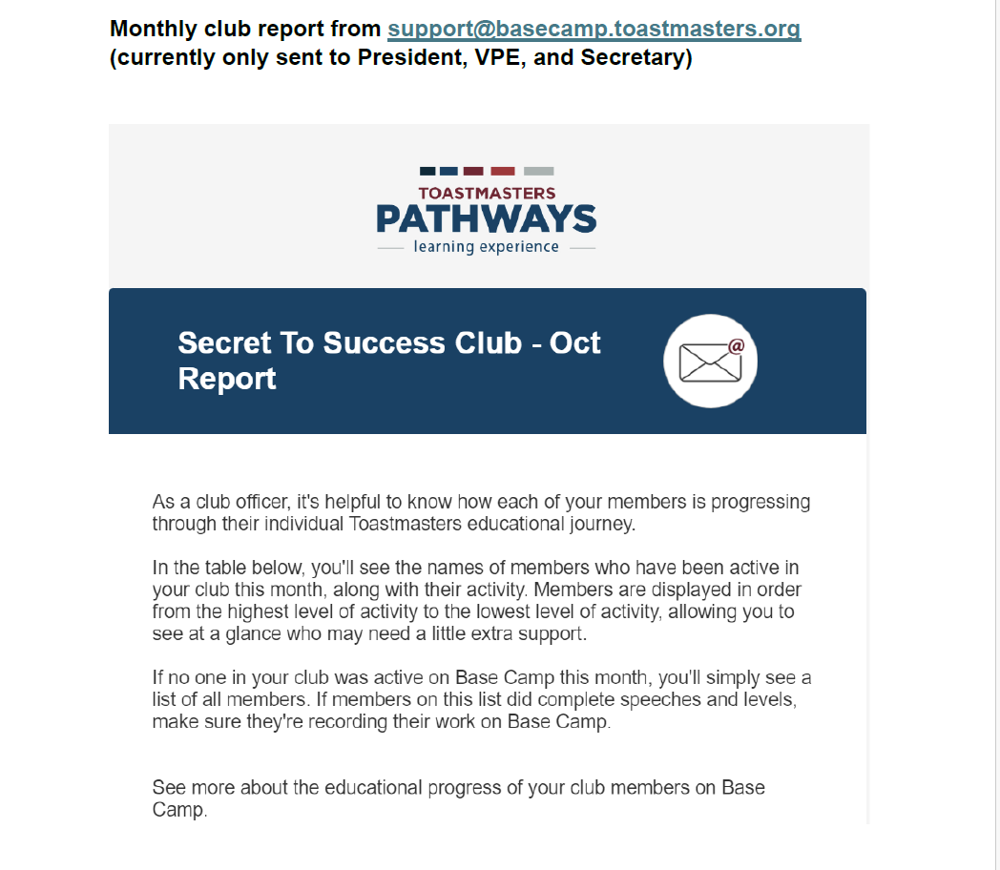 Monthly club report from support@basecamp.toastmasters.org
(currently only sent to President, VPE, and Secretary)
TOASTMASTERS
PATHWAYS
learning experience
Secret To Success Club - Oct
Report
@
As a club officer, it's helpful to know how each of your members is progressing
through their individual Toastmasters educational journey.
In the table below, you'll see the names of members who have been active in
your club this month, along with their activity. Members are displayed in order
from the highest level of activity to the lowest level of activity, allowing you to
see at a glance who may need a little extra support.
If no one in your club was active on Base Camp this month, you'll simply see a
list of all members. If members on this list did complete speeches and levels,
make sure they're recording their work on Base Camp.
See more about the educational progress of your club members on Base
Camp.